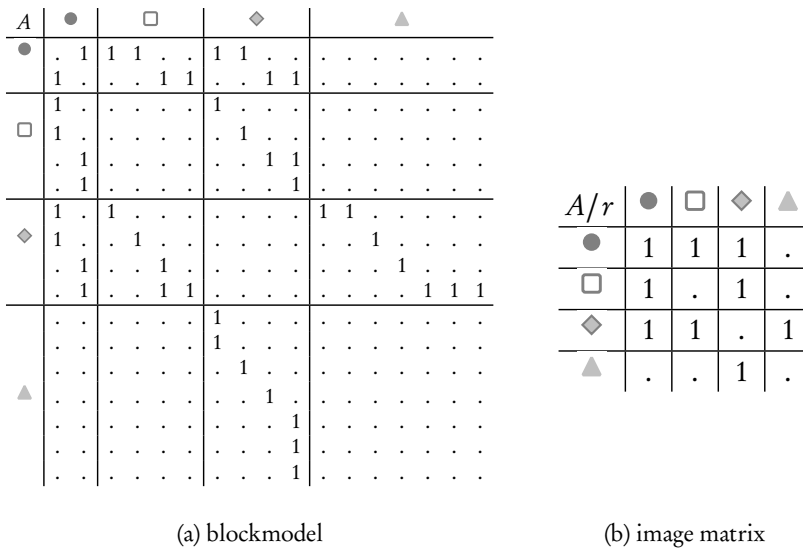 A ● □ ◆ ▲
● . 1 1 1 . . 1 1 . . . . . . . . .
1 . . . 1 1 . . 1 1 . . . . . . .
1 . . . . . 1 . . . . . . . . . .
□ 1 . . . . . . 1 . . . . . . . . .
. 1 . . . . . . 1 1 . . . . . . .
. 1 . . . . . . . 1 . . . . . . .
1 . 1 . . . . . . . 1 1 . . . . .
◆ 1 . . 1 . . . . . . . . 1 . . . .
. 1 . . 1 . . . . . . . . 1 . . .
. 1 . . 1 1 . . . . . . . . 1 1 1
. . . . . . 1 . . . . . . . . . .
. . . . . . 1 . . . . . . . . . .
. . . . . . . 1 . . . . . . . . .
▲ . . . . . . . . 1 . . . . . . . .
. . . . . . . . . 1 . . . . . . .
. . . . . . . . . 1 . . . . . . .
. . . . . . . . . 1 . . . . . . .
(a) blockmodel
A/r ● □ ◆ ▲
● 1 1 1 .
□ 1 . 1 .
◆ 1 1 . 1
▲ . . 1 .
(b) image matrix